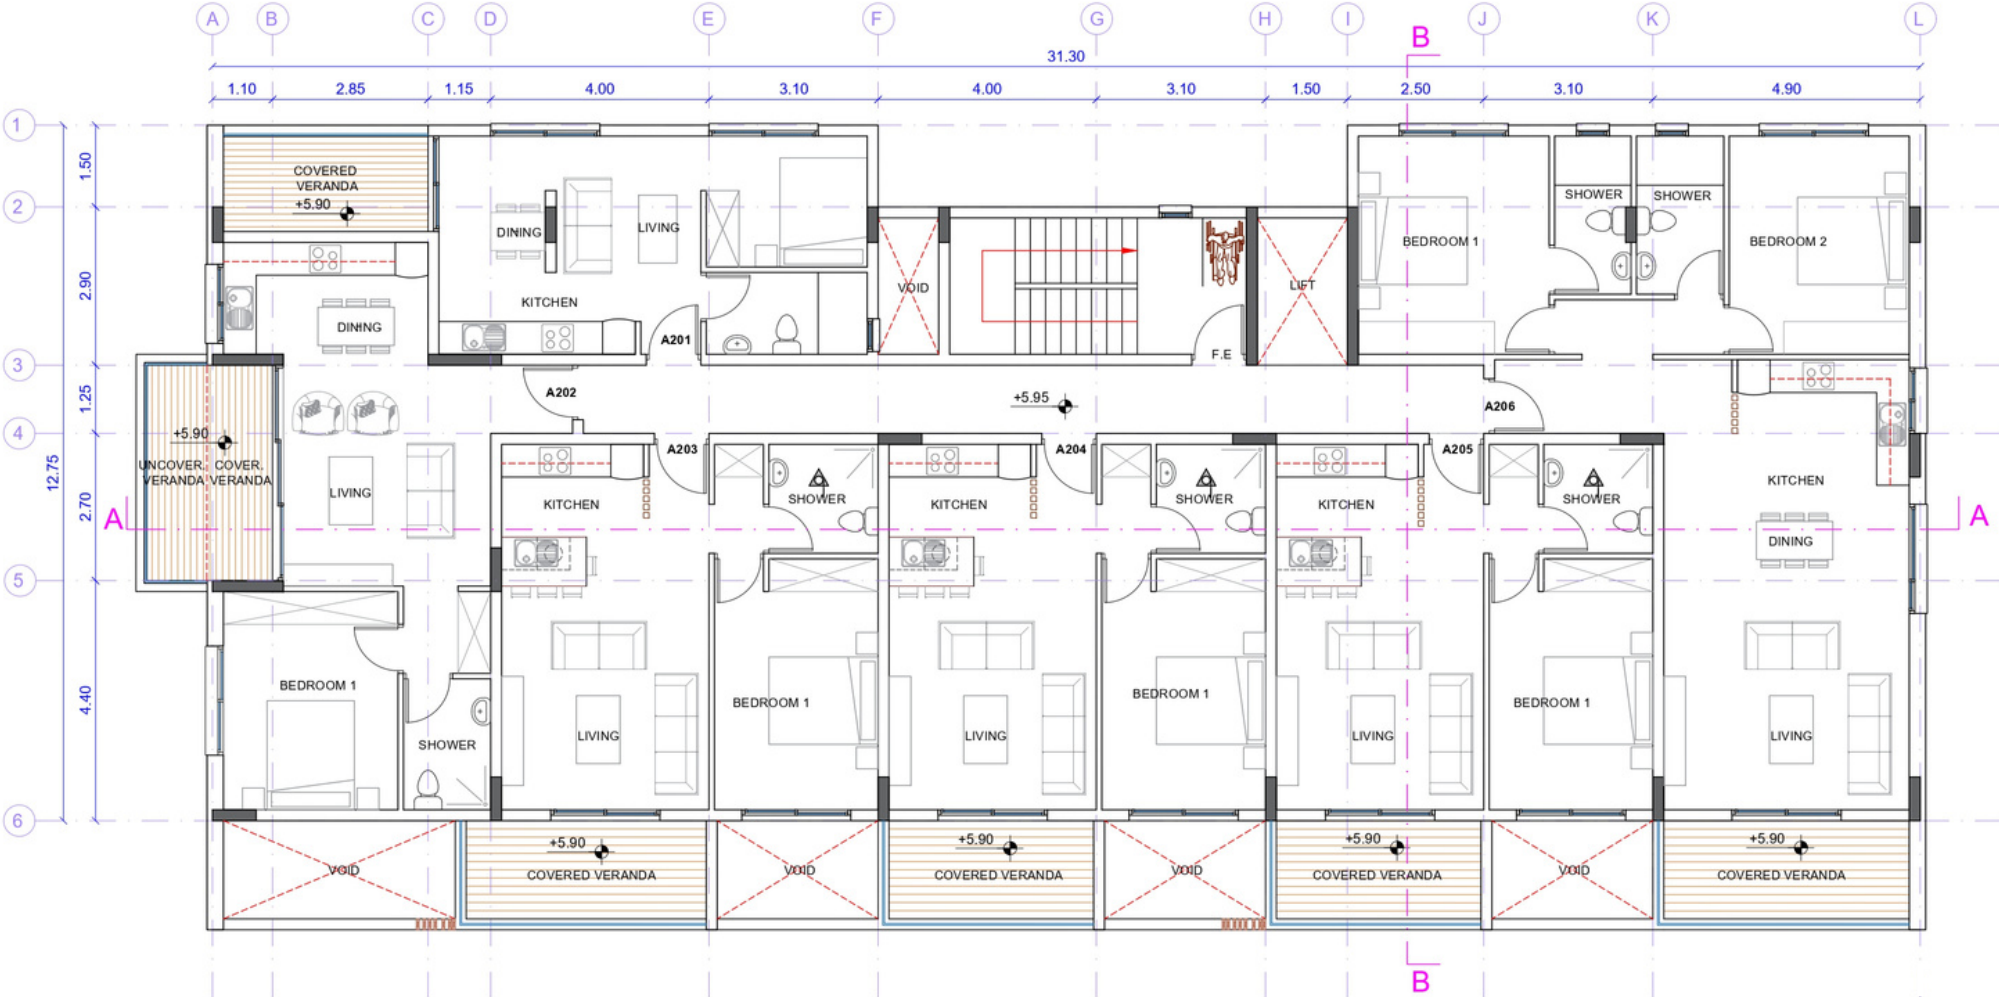 A B C D E F G H I J K L
B
31.30
1.10 2.85 1.15 4.00 3.10 4.00 3.10 1.50 2.50 3.10 4.90
1
1.50
COVERED
VERANDA
+5.90
2
DINING
LIVING
SHOWER
SHOWER
BEDROOM 1
BEDROOM 2
2.90
VOID
LIFT
KITCHEN
DINING
A201
F.E
3
A202
1.25
+5.95
A206
4
+5.90
A203
A204
A205
12.75
UNCOVER. COVER.
VERANDA VERANDA
LIVING
KITCHEN
SHOWER
KITCHEN
SHOWER
KITCHEN
SHOWER
KITCHEN
2.70
A
A
DINING
5
4.40
BEDROOM 1
BEDROOM 1
BEDROOM 1
BEDROOM 1
SHOWER
LIVING
LIVING
LIVING
LIVING
6
+5.90
+5.90
+5.90
+5.90
VOID
COVERED VERANDA
VOID
COVERED VERANDA
VOID
COVERED VERANDA
VOID
COVERED VERANDA
B